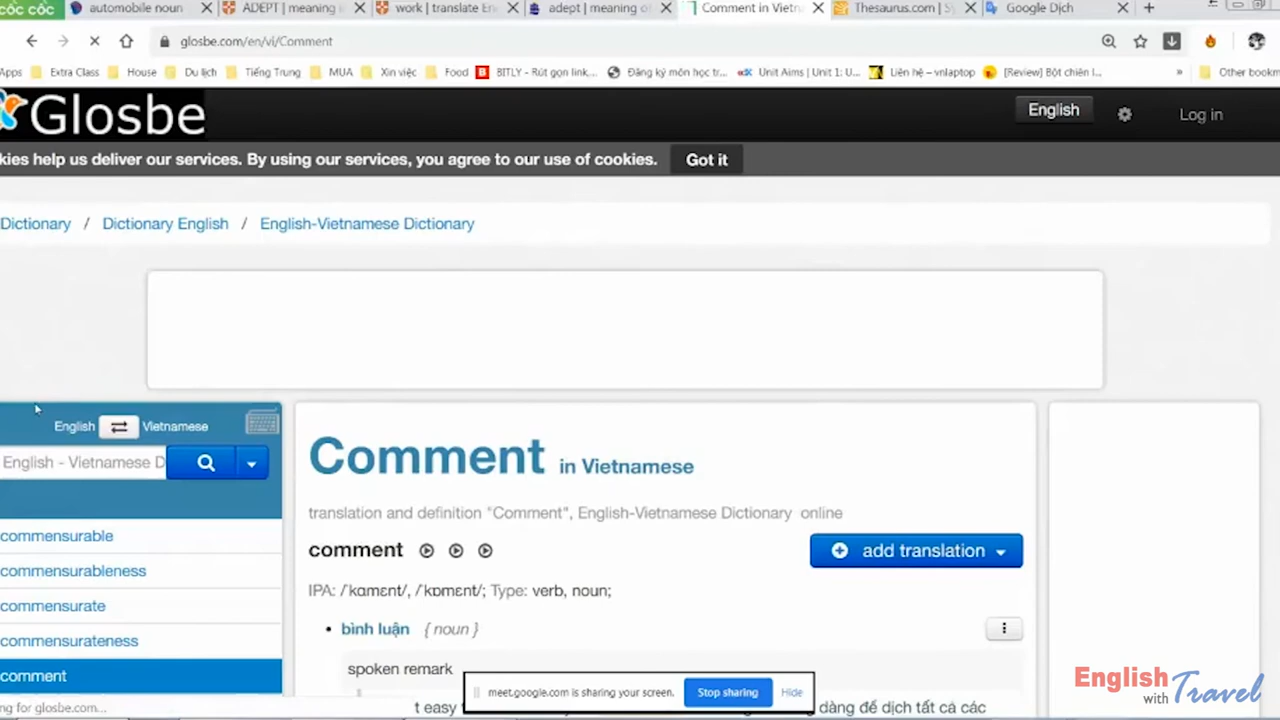 cốc cốc automobile noun ADEPT | meaning work | translate En adept | meaning of Comment in Vietn Thesaurus.com | Sy Google Dịch
glosbe.com/en/vi/Comment
Apps Extra Class House Du lịch Tiếng Trung MUA Xin việc Food BITLY - Rút gọn link,... Đăng ký môn học tr... Unit Aims | Unit 1: U... Liên hệ – vnlaptop [Review] Bột chiên l... » Other bookm
Glosbe English Log in
kies help us deliver our services. By using our services, you agree to our use of cookies. Got it
Dictionary / Dictionary English / English-Vietnamese Dictionary
English Vietnamese
English - Vietnamese D
commensurable
commensurableness
commensurate
commensurateness
comment
Comment in Vietnamese
translation and definition "Comment", English-Vietnamese Dictionary online
comment add translation
IPA: /ˈkɑmɛnt/, /ˈkɒmɛnt/; Type: verb, noun;
• bình luận { noun }
spoken remark
meet.google.com is sharing your screen. Stop sharing Hide
t easy dàng để dịch tất cả các
ng for glosbe.com...
English
with Travel